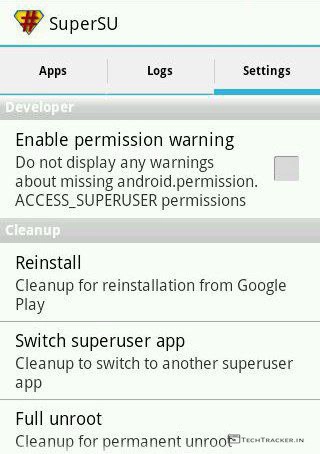 SuperSU
Apps Logs Settings
Developer
Enable permission warning
Do not display any warnings
about missing android.permission.
ACCESS_SUPERUSER permissions
Cleanup
Reinstall
Cleanup for reinstallation from Google
Play
Switch superuser app
Cleanup to switch to another superuser
app
Full unroot
Cleanup for permanent unroot
TECHTRACKER.IN